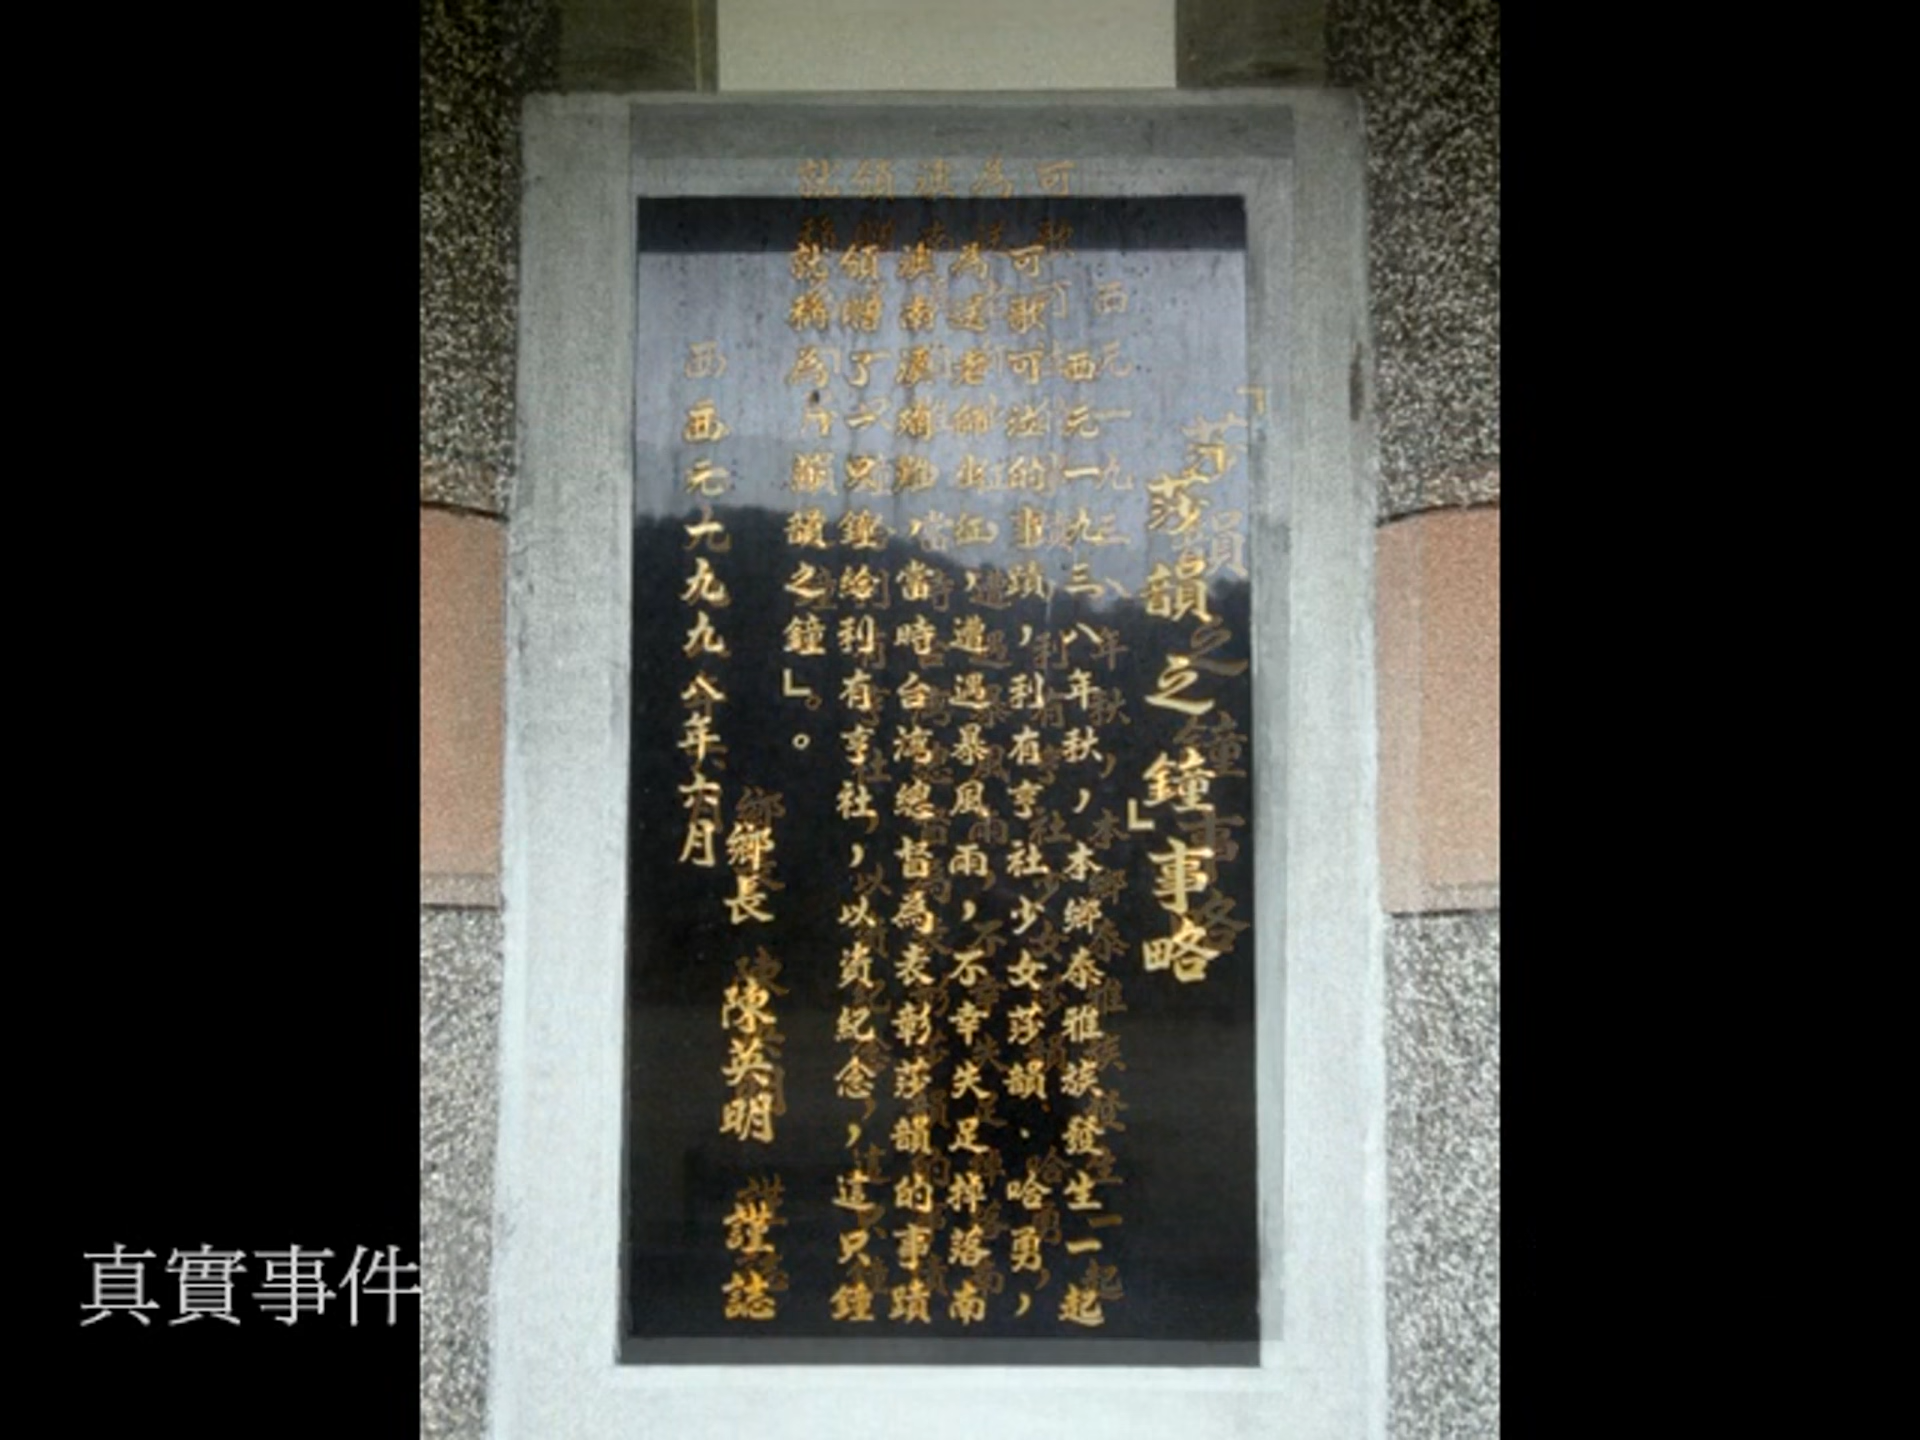 「莎韻之鐘」事略
西元一九三八年秋，本鄉泰雅族發生一起
可歌可泣的事蹟，利有亨社少女莎韻．哈勇，
為送老師出征，遭遇暴風雨，不幸失足掉落南
澳南溪殉難，當時台湾總督為表彰莎韻的事蹟
頒贈了一只鐘給利有亨社，以資紀念，這只鐘
就稱為「莎韻之鐘」。
鄉長 陳英明 謹誌
西元一九九八年六月
真實事件